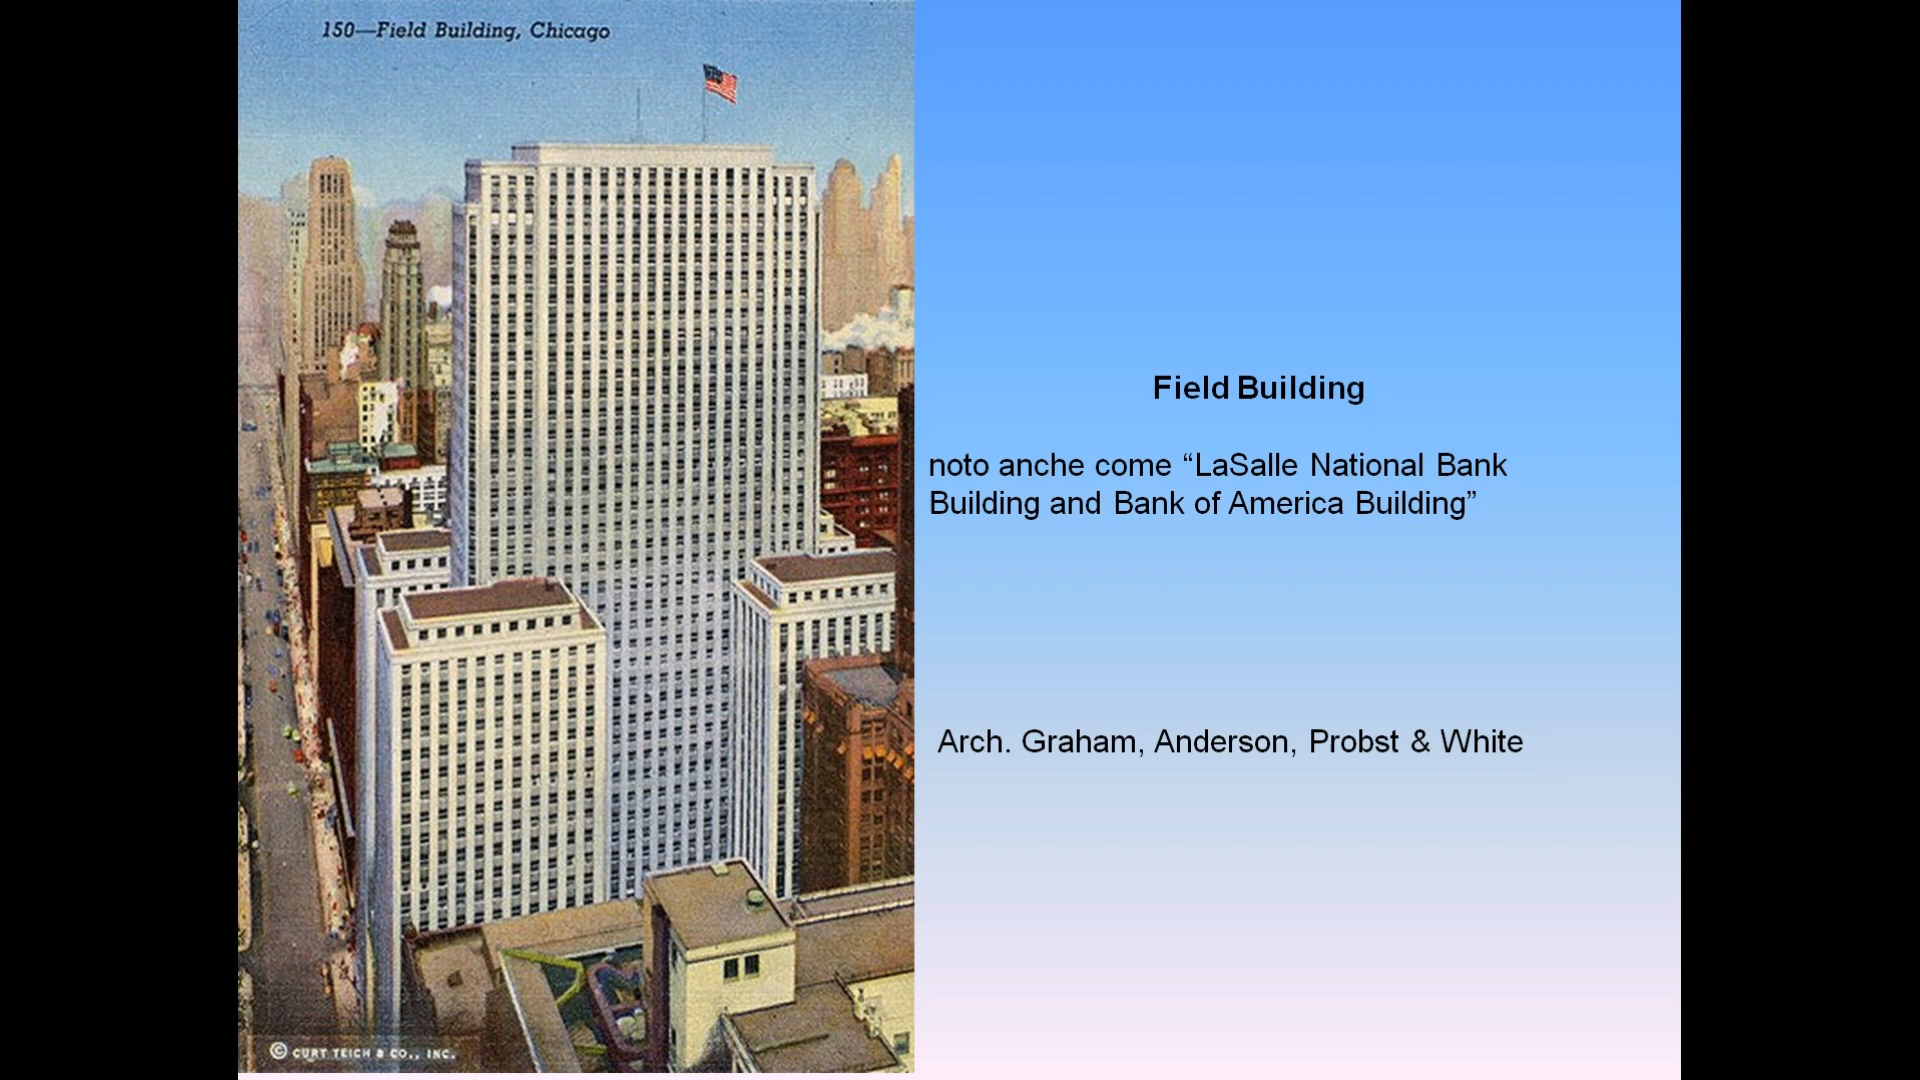 150—Field Building, Chicago
© CURT TEICH & CO., INC.
Field Building
noto anche come “LaSalle National Bank
Building and Bank of America Building”
Arch. Graham, Anderson, Probst & White